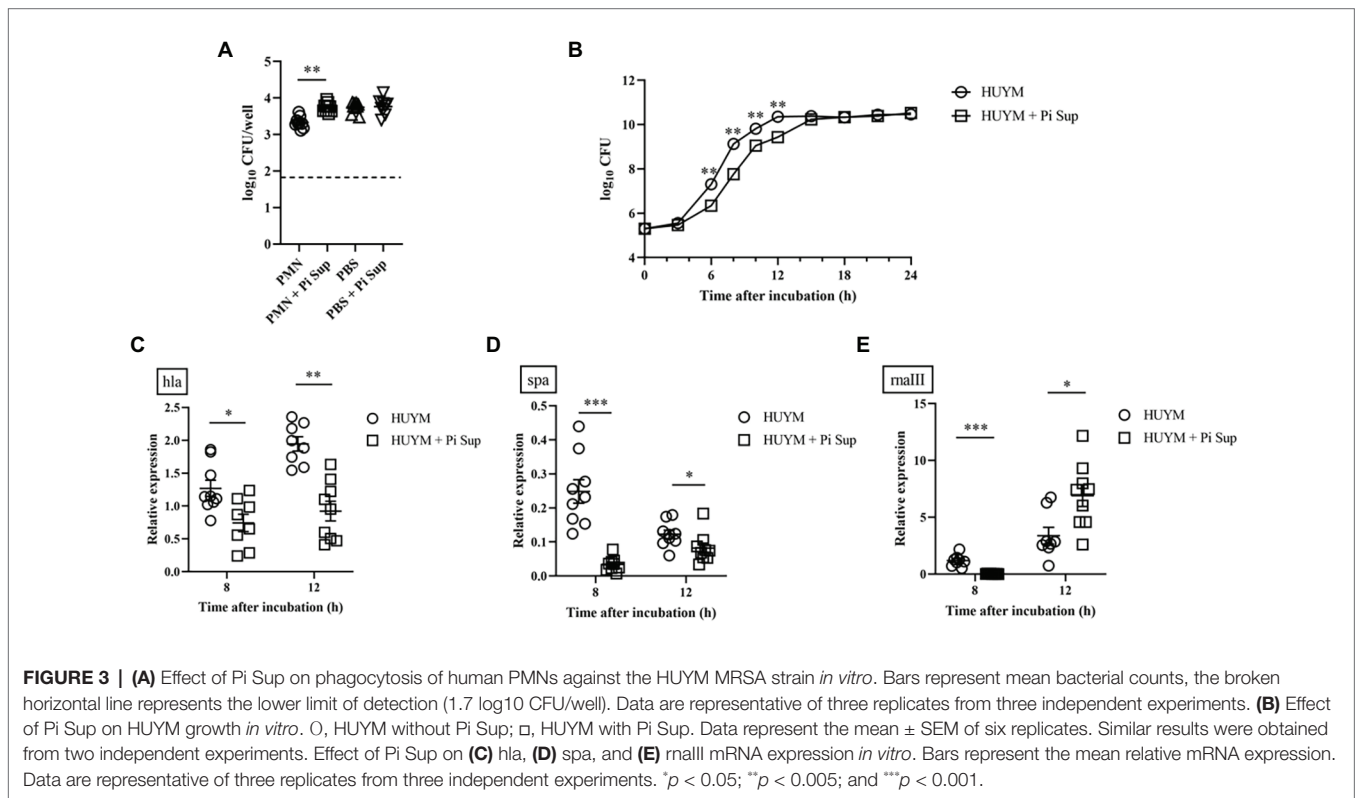 A
**
5
4
3
2
1
0
log10 CFU/well
PMN
PMN + Pi Sup
PBS
PBS + Pi Sup
B
12
10
8
6
4
log10 CFU
**
**
**
**
0
6
12
18
24
Time after incubation (h)
HUYM
HUYM + Pi Sup
C
hla
2.5
2.0
1.5
1.0
0.5
0.0
Relative expression
*
**
8
12
Time after incubation (h)
HUYM
HUYM + Pi Sup
D
spa
0.5
0.4
0.3
0.2
0.1
0.0
Relative expression
***
*
8
12
Time after incubation (h)
HUYM
HUYM + Pi Sup
E
rnaIII
15
10
5
0
Relative expression
***
*
8
12
Time after incubation (h)
HUYM
HUYM + Pi Sup
FIGURE 3 | (A) Effect of Pi Sup on phagocytosis of human PMNs against the HUYM MRSA strain in vitro. Bars represent mean bacterial counts, the broken
horizontal line represents the lower limit of detection (1.7 log10 CFU/well). Data are representative of three replicates from three independent experiments. (B) Effect
of Pi Sup on HUYM growth in vitro. O, HUYM without Pi Sup; □, HUYM with Pi Sup. Data represent the mean ± SEM of six replicates. Similar results were obtained
from two independent experiments. Effect of Pi Sup on (C) hla, (D) spa, and (E) rnaIII mRNA expression in vitro. Bars represent the mean relative mRNA expression.
Data are representative of three replicates from three independent experiments. *p < 0.05; **p < 0.005; and ***p < 0.001.